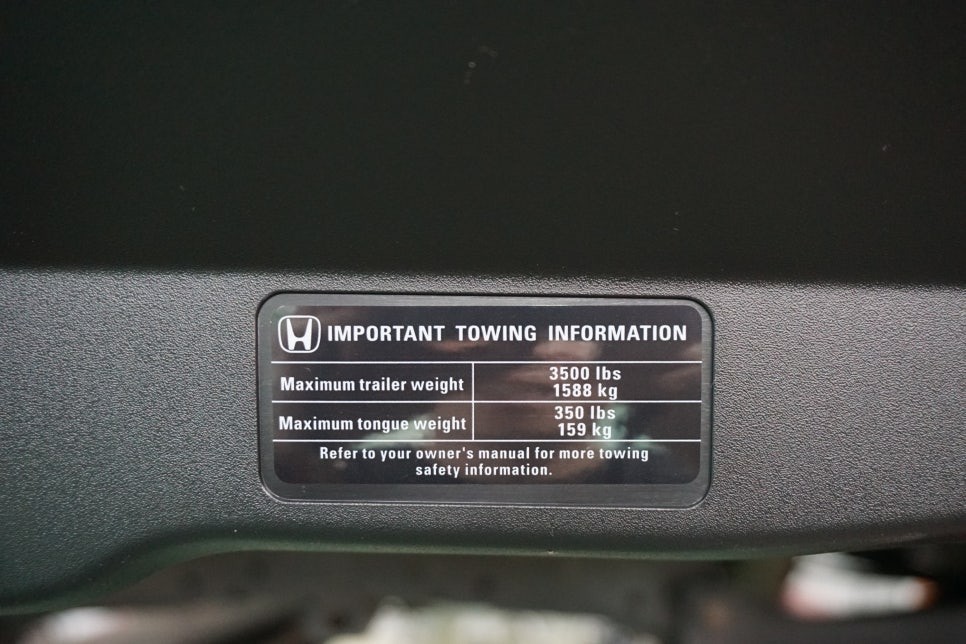 IMPORTANT TOWING INFORMATION
Maximum trailer weight
3500 lbs
1588 kg
Maximum tongue weight
350 lbs
159 kg
Refer to your owner's manual for more towing
safety information.